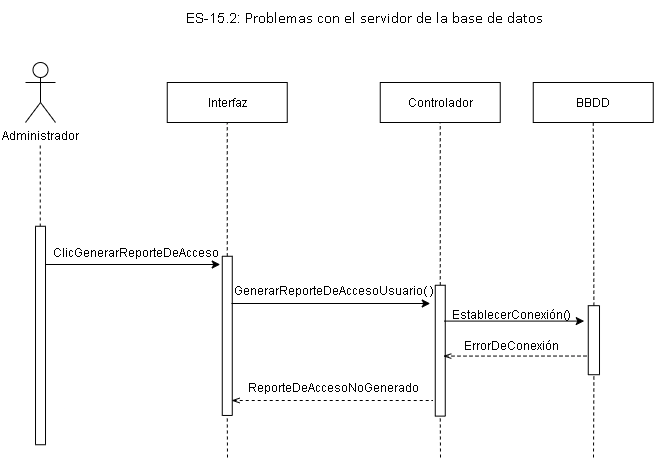 ES-15.2: Problemas con el servidor de la base de datos
Administrador
Interfaz
Controlador
BBDD
ClicGenerarReporteDeAcceso
GenerarReporteDeAccesoUsuario( )
EstablecerConexión()
ErrorDeConexión
ReporteDeAccesoNoGenerado